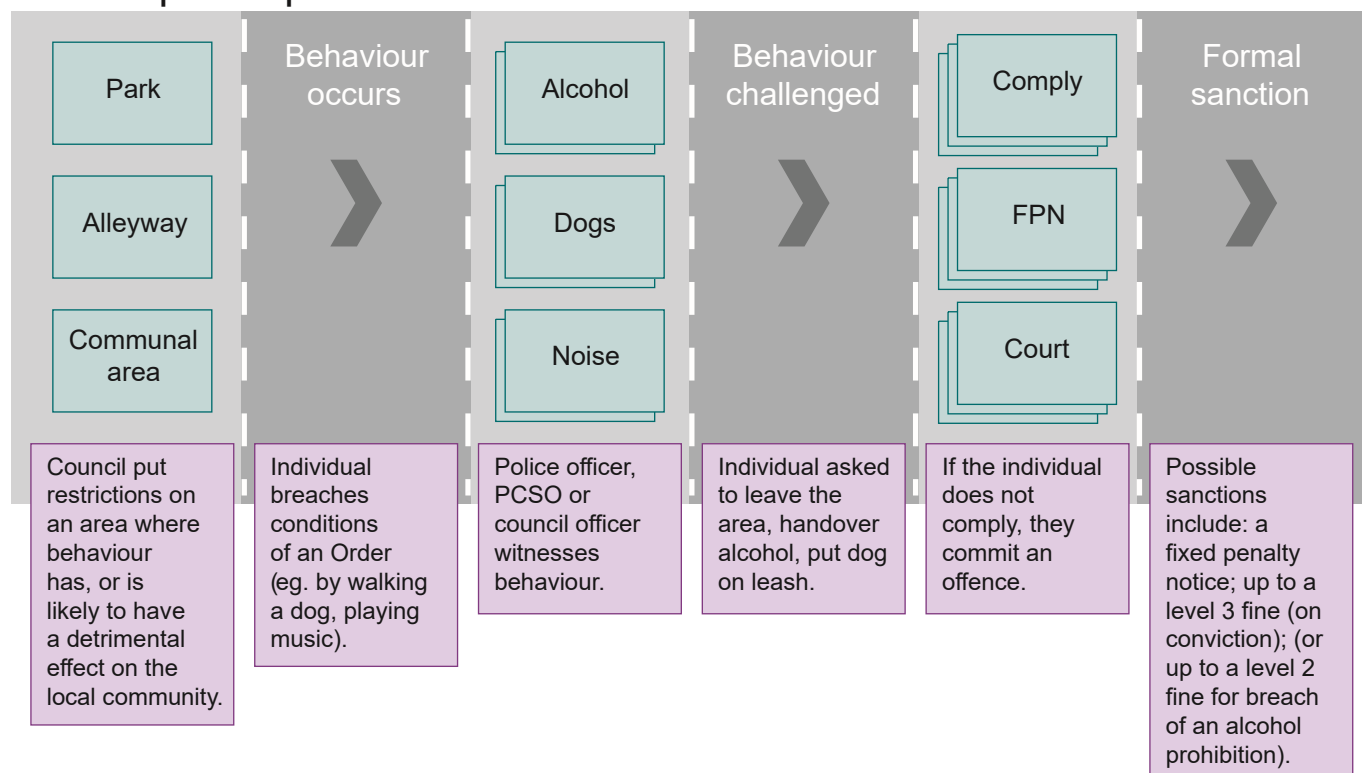 Park
Alleyway
Communal
area
Behaviour
occurs
Alcohol
Dogs
Noise
Behaviour
challenged
Comply
FPN
Court
Formal
sanction
Council put
restrictions on
an area where
behaviour
has, or is
likely to have
a detrimental
effect on the
local community.
Individual
breaches
conditions
of an Order
(eg. by walking
a dog, playing
music).
Police officer,
PCSO or
council officer
witnesses
behaviour.
Individual asked
to leave the
area, handover
alcohol, put dog
on leash.
If the individual
does not
comply, they
commit an
offence.
Possible
sanctions
include: a
fixed penalty
notice; up to a
level 3 fine (on
conviction); (or
up to a level 2
fine for breach
of an alcohol
prohibition).